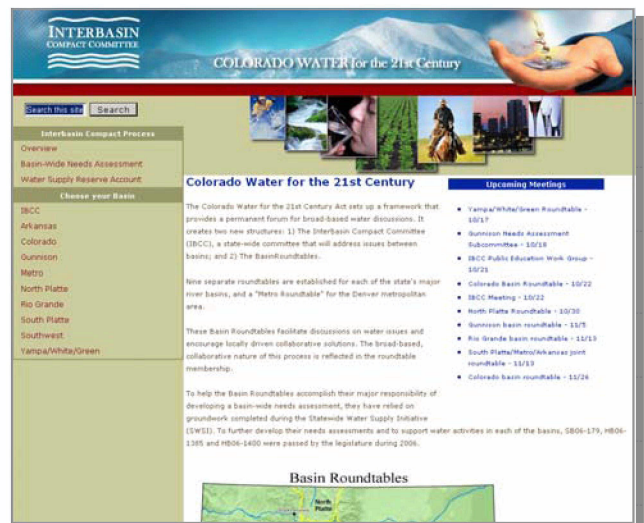 INTERBASIN
COMPACT COMMITTEE
COLORADO WATER for the 21st Century
Search this site Search
Interbasin Compact Process
Overview
Basin-Wide Needs Assessment
Water Supply Reserve Account
Choose your Basin
IBCC
Arkansas
Colorado
Gunnison
Metro
North Platte
Rio Grande
South Platte
Southwest
Yampa/White/Green
Colorado Water for the 21st Century
The Colorado Water for the 21st Century Act sets up a framework that
provides a permanent forum for broad-based water discussions. It
creates two new structures: 1) The Interbasin Compact Committee
(IBCC), a state-wide committee that will address issues between
basins; and 2) The BasinRoundtables.
Nine separate roundtables are established for each of the state's major
river basins, and a "Metro Roundtable" for the Denver metropolitan
area.
These Basin Roundtables facilitate discussions on water issues and
encourage locally driven collaborative solutions. The broad-based,
collaborative nature of this process is reflected in the roundtable
membership.
To help the Basin Roundtables accomplish their major responsibility of
developing a basin-wide needs assessment, they have relied on
groundwork completed during the Statewide Water Supply Initiative
(SWSI). To further develop their needs assessments and to support water activities in each of the basins, SB06-179, HB06-
1385 and HB06-1400 were passed by the legislature during 2006.
Upcoming Meetings
Yampa/White/Green Roundtable -
10/17
Gunnison Needs Assessment
Subcommittee - 10/18
IBCC Public Education Work Group -
10/21
Colorado Basin Roundtable - 10/22
IBCC Meeting - 10/22
North Platte Roundtable - 10/30
Gunnison basin roundtable - 11/5
Rio Grande basin roundtable - 11/13
South Platte/Metro/Arkansas joint
roundtable - 11/13
Colorado basin roundtable - 11/26
Basin Roundtables
North
Platte